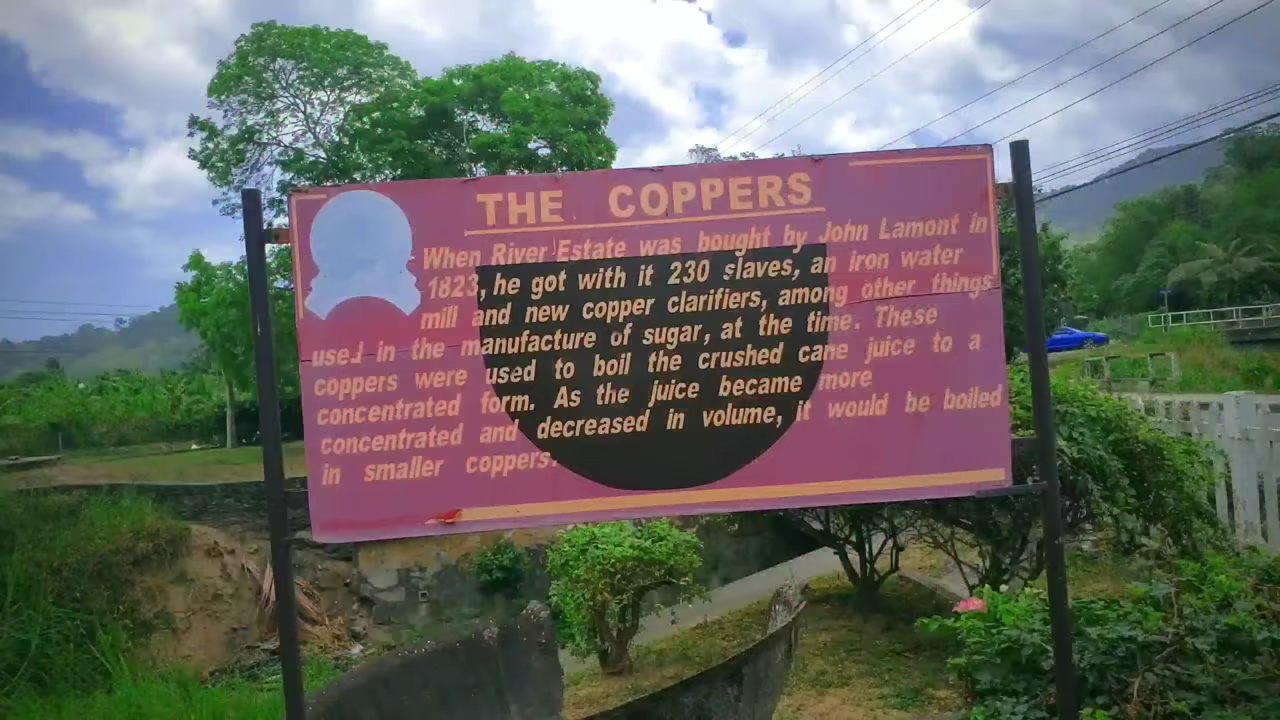 THE COPPERS
When River Estate was bought by John Lamont in
1823, he got with it 230 slaves, an iron water
mill and new copper clarifiers, among other things
used in the manufacture of sugar, at the time. These
coppers were used to boil the crushed cane juice to a
concentrated form. As the juice became more
concentrated and decreased in volume, it would be boiled
in smaller coppers.